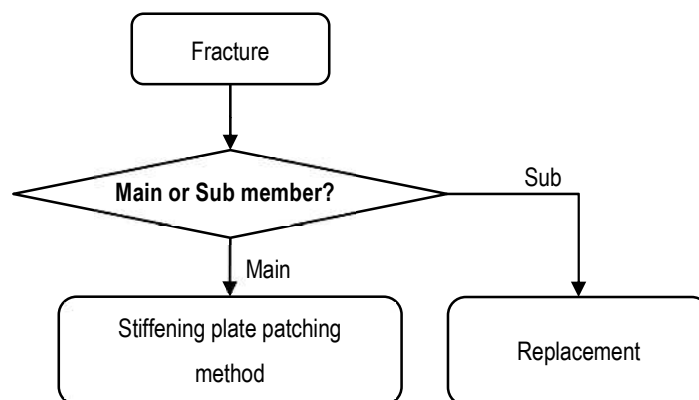 Fracture
Main or Sub member?
Sub
Main
Stiffening plate patching
method
Replacement